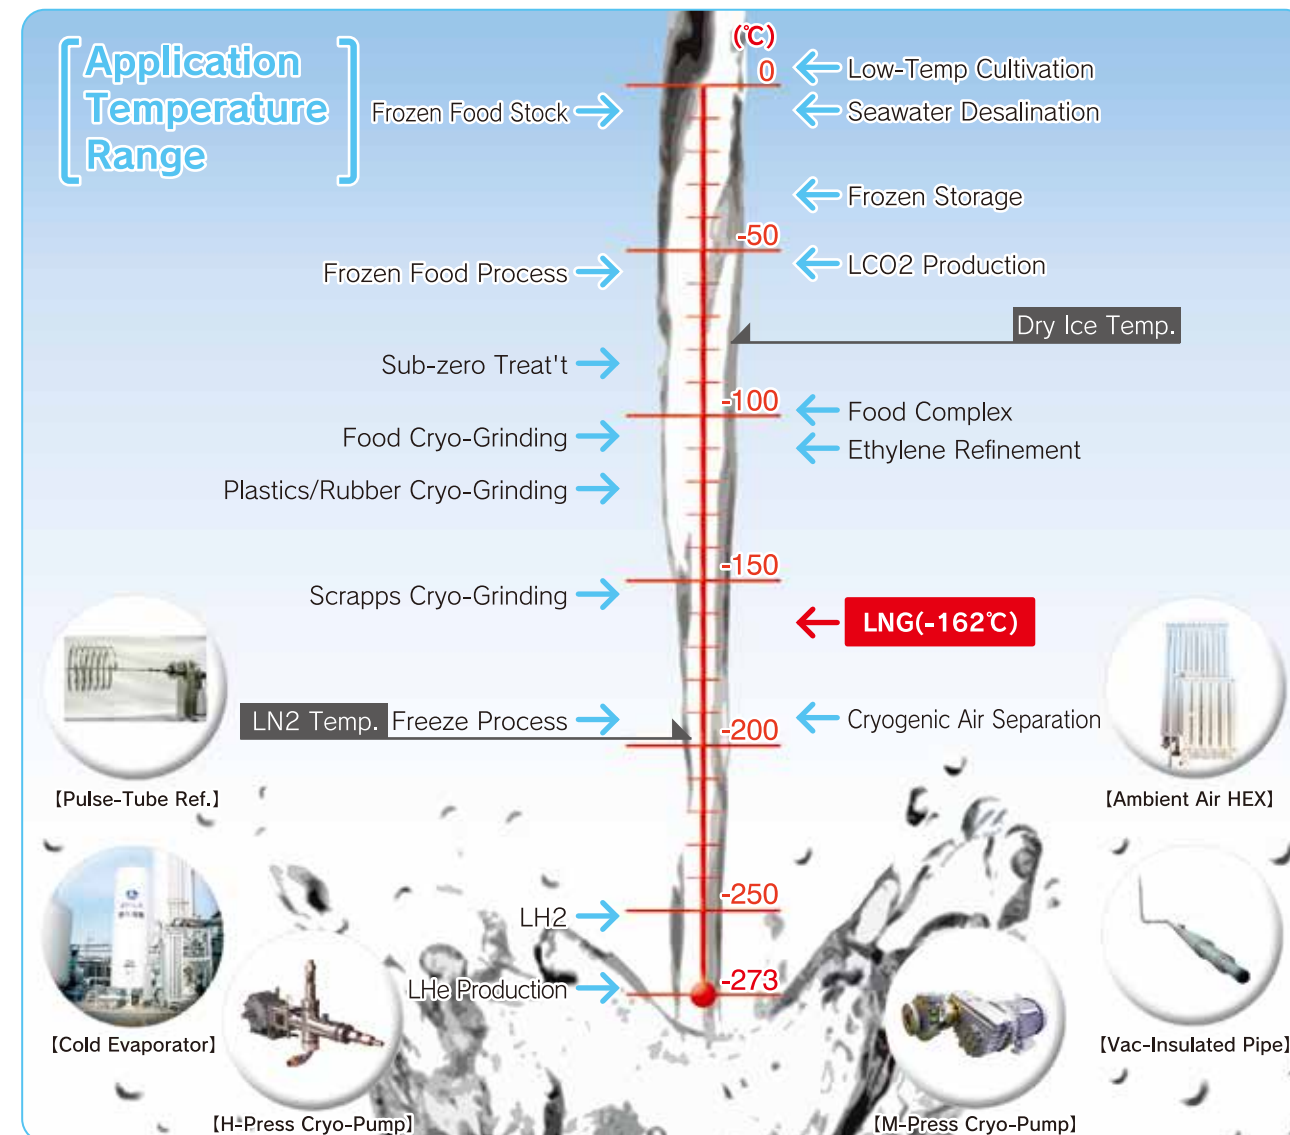 Application
Temperature
Range
(℃)
0
Low-Temp Cultivation
Frozen Food Stock
Seawater Desalination
Frozen Storage
-50
Frozen Food Process
LCO2 Production
Dry Ice Temp.
Sub-zero Treat't
-100
Food Complex
Food Cryo-Grinding
Ethylene Refinement
Plastics/Rubber Cryo-Grinding
-150
Scrapps Cryo-Grinding
LNG(-162℃)
LN2 Temp. Freeze Process
Cryogenic Air Separation
-200
【Pulse-Tube Ref.】
【Ambient Air HEX】
-250
LH2
-273
LHe Production
【Cold Evaporator】
【Vac-Insulated Pipe】
【H-Press Cryo-Pump】
【M-Press Cryo-Pump】